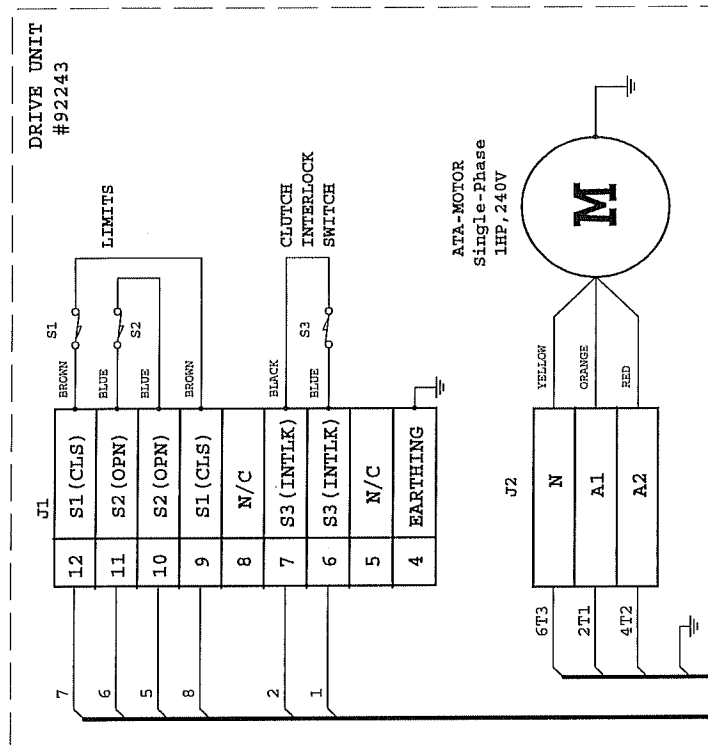 DRIVE UNIT
#92243
LIMITS
S1
S2
BROWN
BLUE
BLUE
BROWN
CLUTCH
INTERLOCK
SWITCH
S3
BLACK
BLUE
J1
12 S1(CLS)
11 S2(OPN)
10 S2(OPN)
9 S1(CLS)
8 N/C
7 S3(INTLK)
6 S3(INTLK)
5 N/C
4 EARTHING
7
6
5
8
2
1
ATA-MOTOR
Single-Phase
1HP,240V
M
YELLOW
ORANGE
RED
J2
N
A1
A2
6T3
2T1
4T2